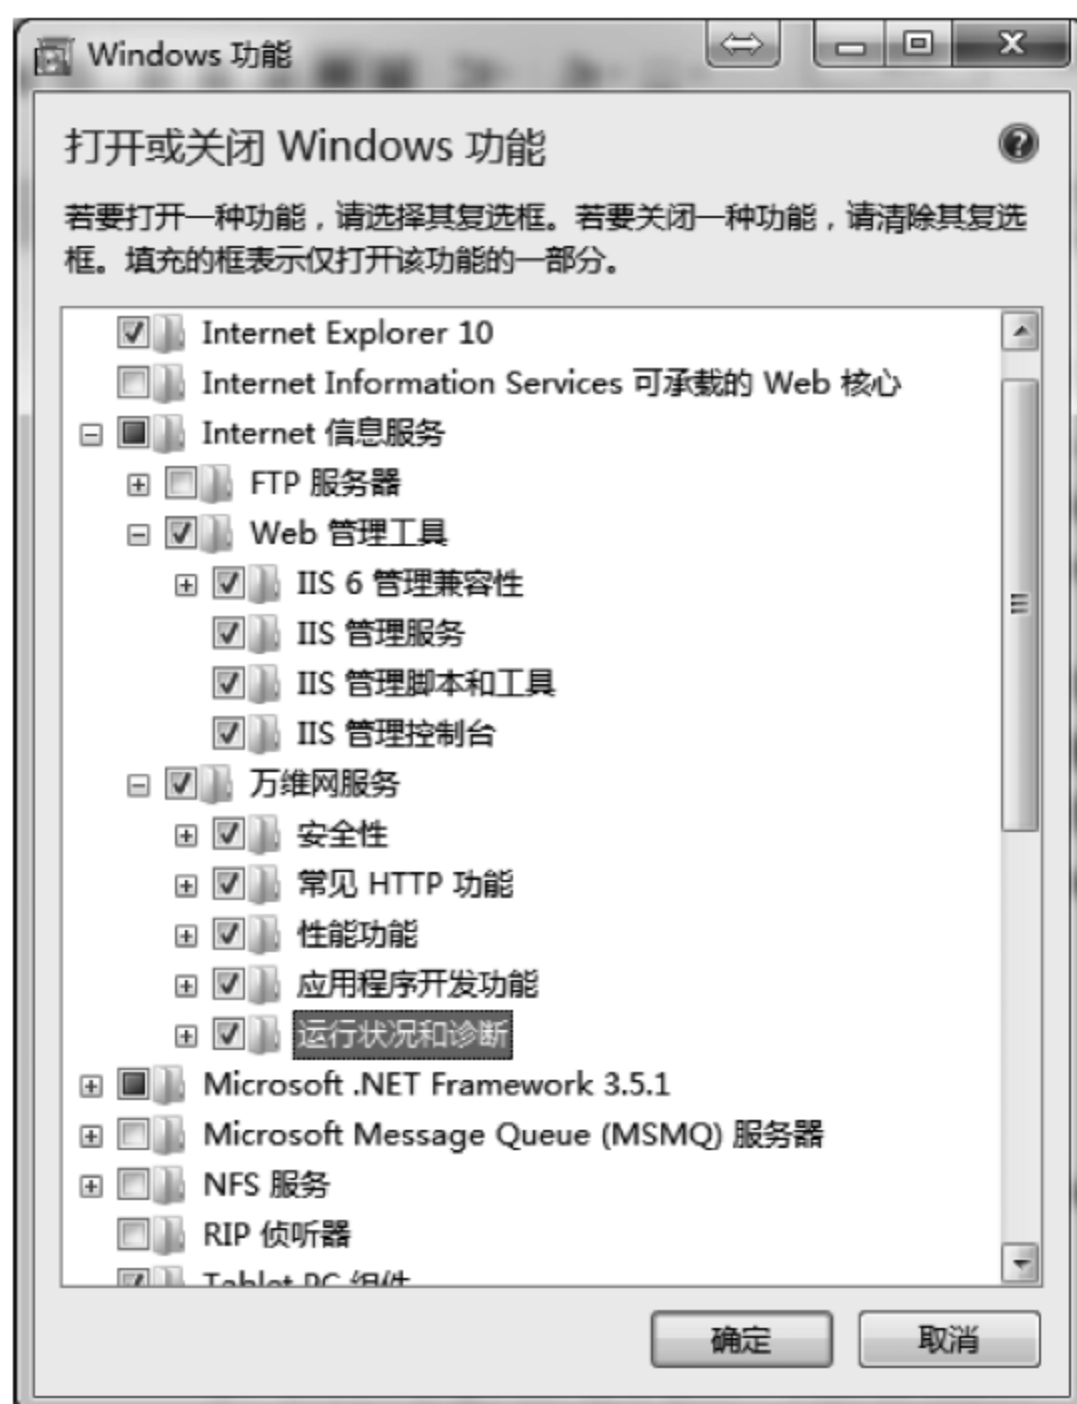 Windows 功能
打开或关闭 Windows 功能
若要打开一种功能，请选择其复选框。若要关闭一种功能，请清除其复选
框。填充的框表示仅打开该功能的一部分。
Internet Explorer 10
Internet Information Services 可承载的 Web 核心
Internet 信息服务
FTP 服务器
Web 管理工具
IIS 6 管理兼容性
IIS 管理服务
IIS 管理脚本和工具
IIS 管理控制台
万维网服务
安全性
常见 HTTP 功能
性能功能
应用程序开发功能
运行状况和诊断
Microsoft .NET Framework 3.5.1
Microsoft Message Queue (MSMQ) 服务器
NFS 服务
RIP 侦听器
Tablet PC 组件
确定 取消